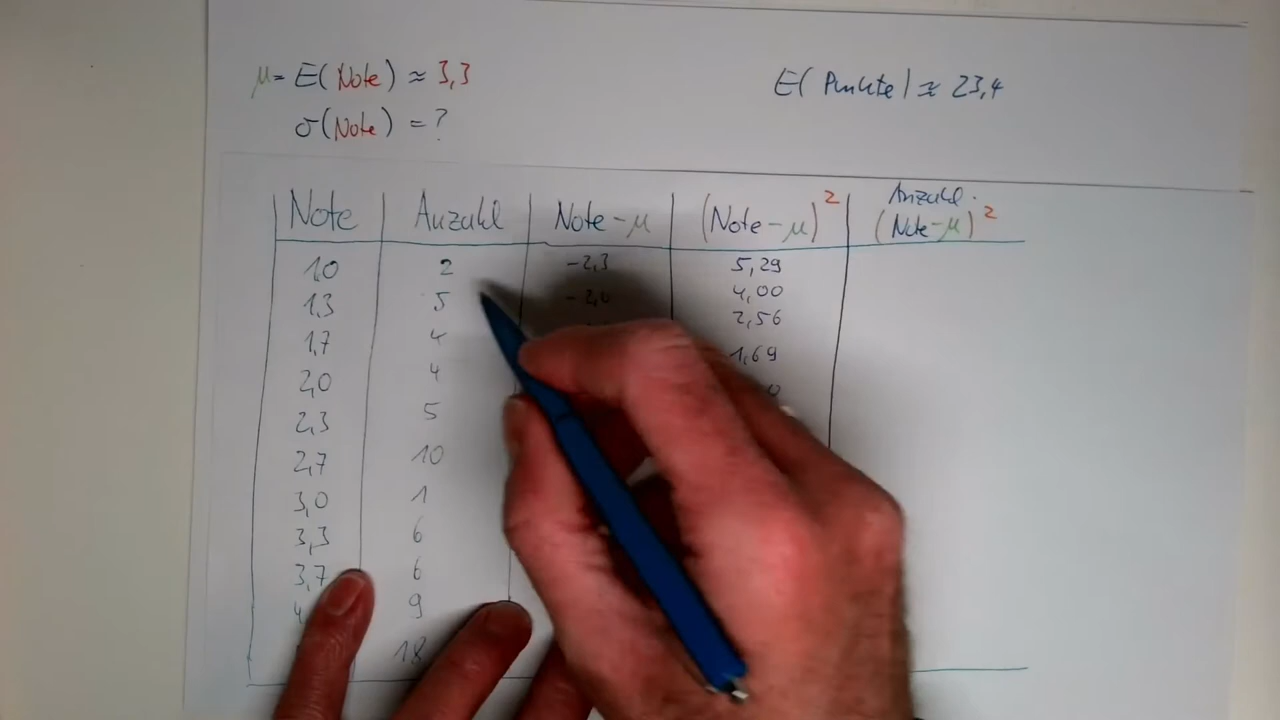 μ = E(Note) ≈ 3,3
E(Punkte) ≈ 23,4
σ(Note) = ?
Note Anzahl Note-μ (Note-μ)² Anzahl · (Note-μ)²
1,0 2 -2,3 5,29
1,3 5 -2,0 4,00
1,7 4 2,56
2,0 4 1,69
2,3 5
2,7 10
3,0 1
3,3 6
3,7 6
9
18